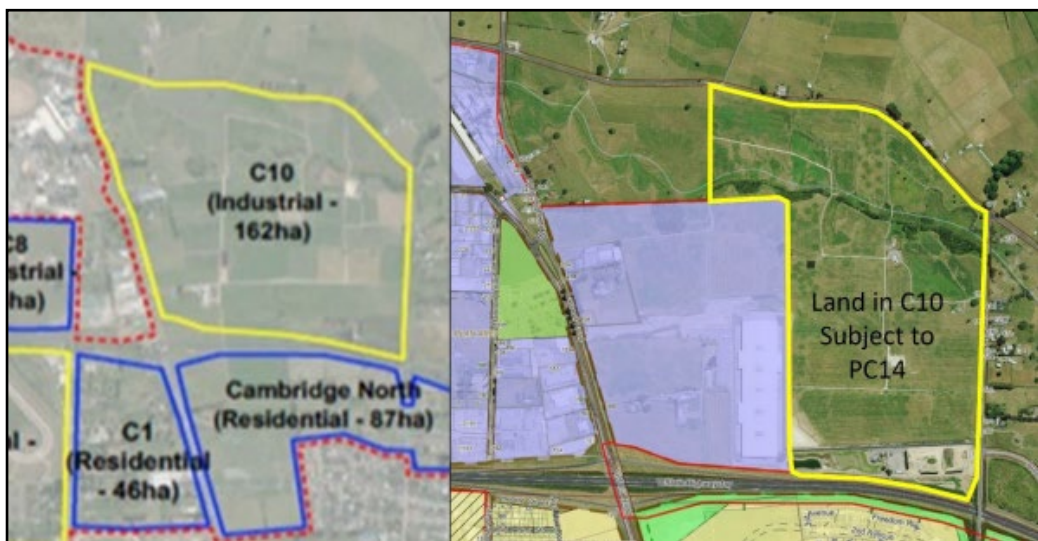 C10
(Industrial -
162ha)
C8
strial -
ha)
Cambridge North
(Residential - 87ha)
C1
(Residential
- 46ha)
al -
Land in C10
Subject to
PC14